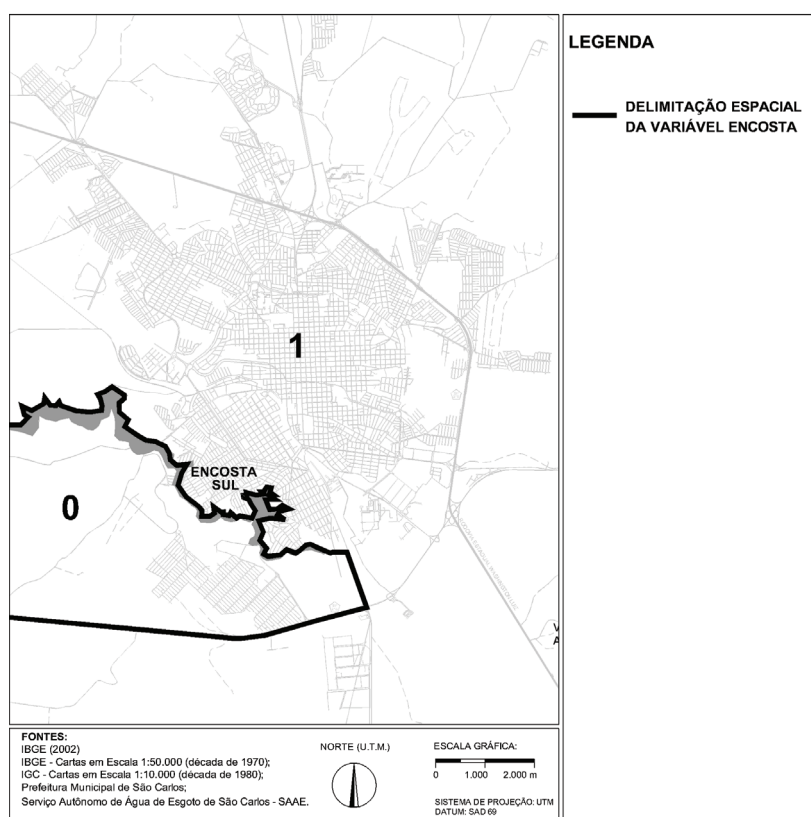 LEGENDA
DELIMITAÇÃO ESPACIAL
DA VARIÁVEL ENCOSTA
1
ENCOSTA
SUL
0
FONTES:
IBGE (2002)
IBGE - Cartas em Escala 1:50.000 (década de 1970);
IGC - Cartas em Escala 1:10.000 (década de 1980);
Prefeitura Municipal de São Carlos;
Serviço Autônomo de Água de Esgoto de São Carlos - SAAE.
NORTE (U.T.M.)
ESCALA GRÁFICA:
0 1.000 2.000 m
SISTEMA DE PROJEÇÃO: UTM
DATUM: SAD 69